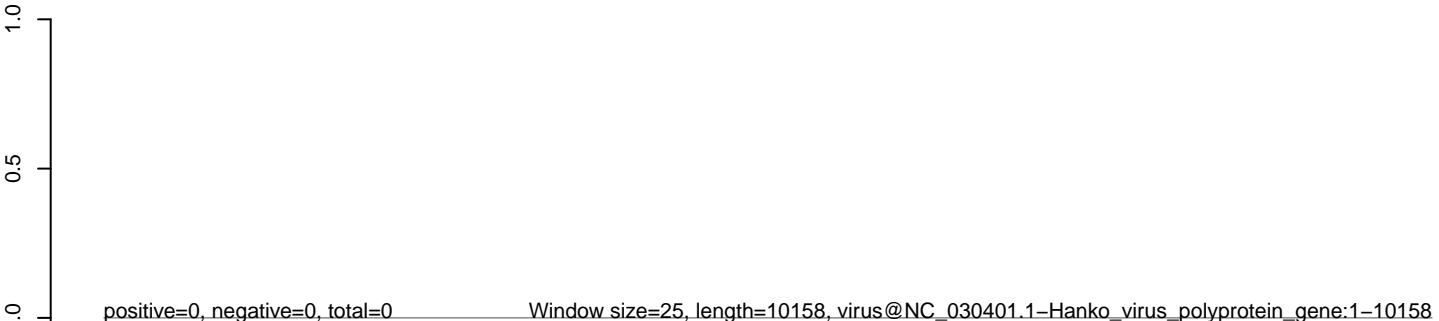 1.0
0.5
.0
positive=0, negative=0, total=0
Window size=25, length=10158, virus@NC_030401.1−Hanko_virus_polyprotein_gene:1−10158